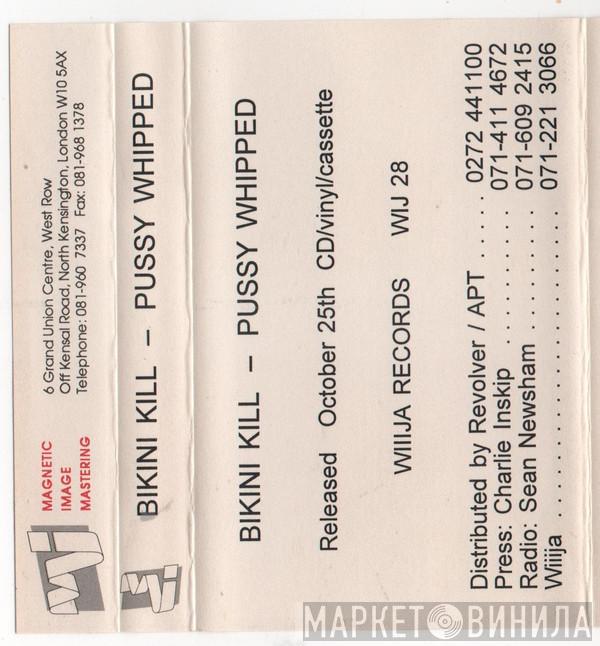 MAGNETIC
IMAGE
MASTERING
6 Grand Union Centre, West Row
Off Kensal Road, North Kensington, London W10 5AX
Telephone: 081-960 7337 Fax: 081-968 1378
BIKINI KILL – PUSSY WHIPPED
BIKINI KILL – PUSSY WHIPPED
Released October 25th CD/vinyl/cassette
WIIIJA RECORDS WIJ 28
Distributed by Revolver / APT . . . . . 0272 441100
Press: Charlie Inskip . . . . . . . . . . . 071-411 4672
Radio: Sean Newsham . . . . . . . . . . 071-609 2415
Wiiija . . . . . . . . . . . . . . . . . . . . . . . . 071-221 3066
МАРКЕТ ВИНИЛА